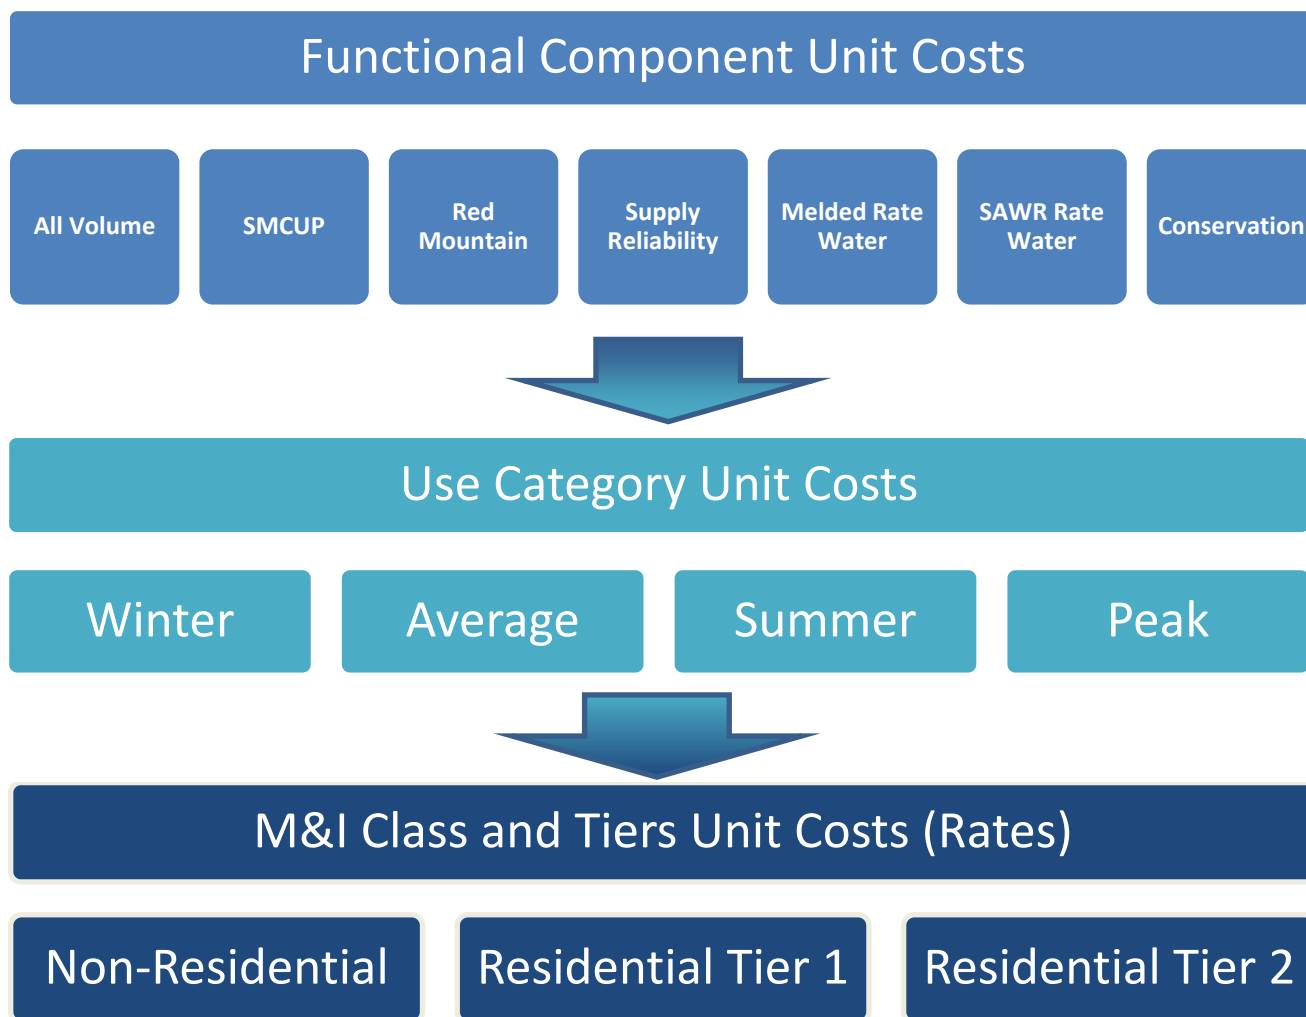 Functional Component Unit Costs
All Volume
SMCUP
Red
Mountain
Supply
Reliability
Melded Rate
Water
SAWR Rate
Water
Conservation
Use Category Unit Costs
Winter
Average
Summer
Peak
M&I Class and Tiers Unit Costs (Rates)
Non-Residential
Residential Tier 1
Residential Tier 2